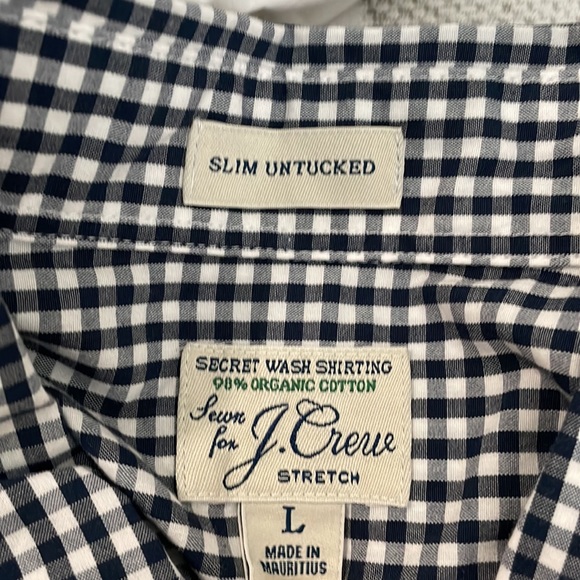 SLIM UNTUCKED
SECRET WASH SHIRTING
98% ORGANIC COTTON
Sewn for J.Crew
STRETCH
L
MADE IN
MAURITIUS